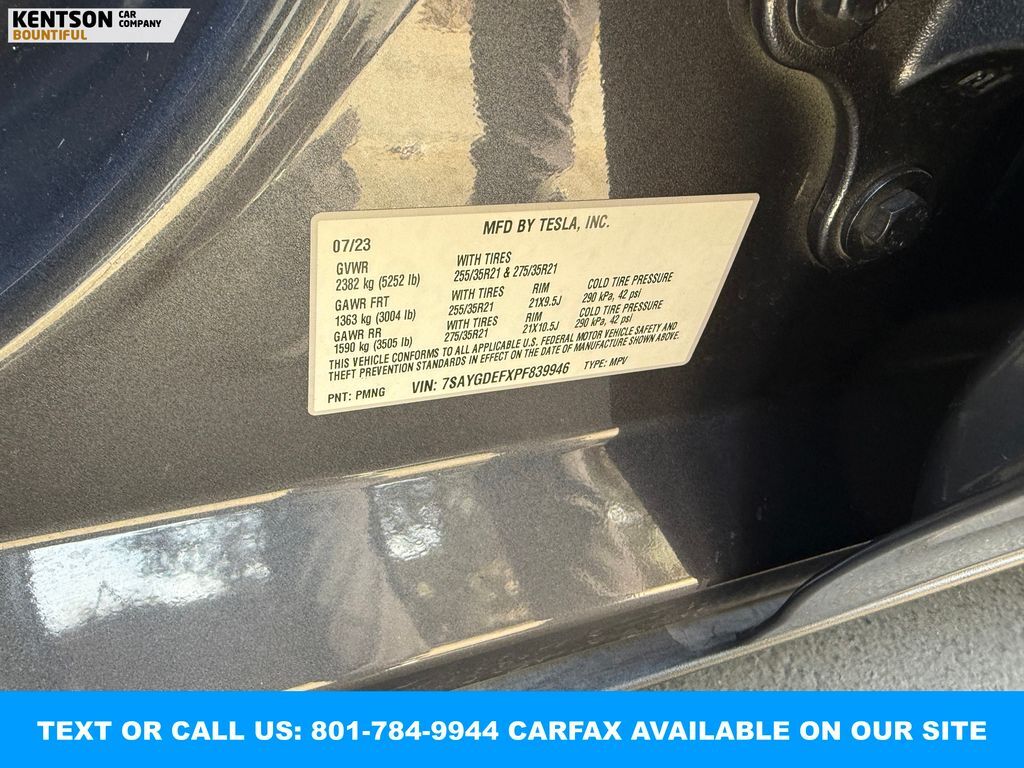 KENTSON CAR COMPANY
BOUNTIFUL
MFD BY TESLA, INC.
07/23
GVWR
2382 kg (5252 lb)
WITH TIRES
255/35R21 & 275/35R21
GAWR FRT
1363 kg (3004 lb)
WITH TIRES
255/35R21
RIM
21X9.5J
COLD TIRE PRESSURE
290 kPa, 42 psi
GAWR RR
1590 kg (3505 lb)
WITH TIRES
275/35R21
RIM
21X10.5J
COLD TIRE PRESSURE
290 kPa, 42 psi
THIS VEHICLE CONFORMS TO ALL APPLICABLE U.S. FEDERAL MOTOR VEHICLE SAFETY AND
THEFT PREVENTION STANDARDS IN EFFECT ON THE DATE OF MANUFACTURE SHOWN ABOVE.
PNT: PMNG VIN: 7SAYGDEFXPF839946 TYPE: MPV
TEXT OR CALL US: 801-784-9944 CARFAX AVAILABLE ON OUR SITE